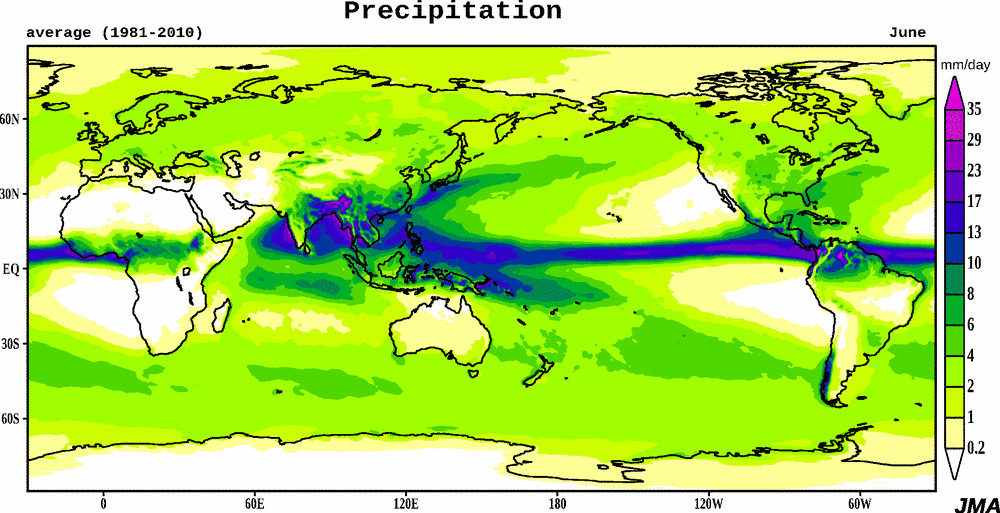 Precipitation
average (1981-2010)
June
mm/day
35
29
23
17
13
10
8
6
4
2
1
0.2
60N
30N
EQ
30S
60S
0
60E
120E
180
120W
60W
JMA